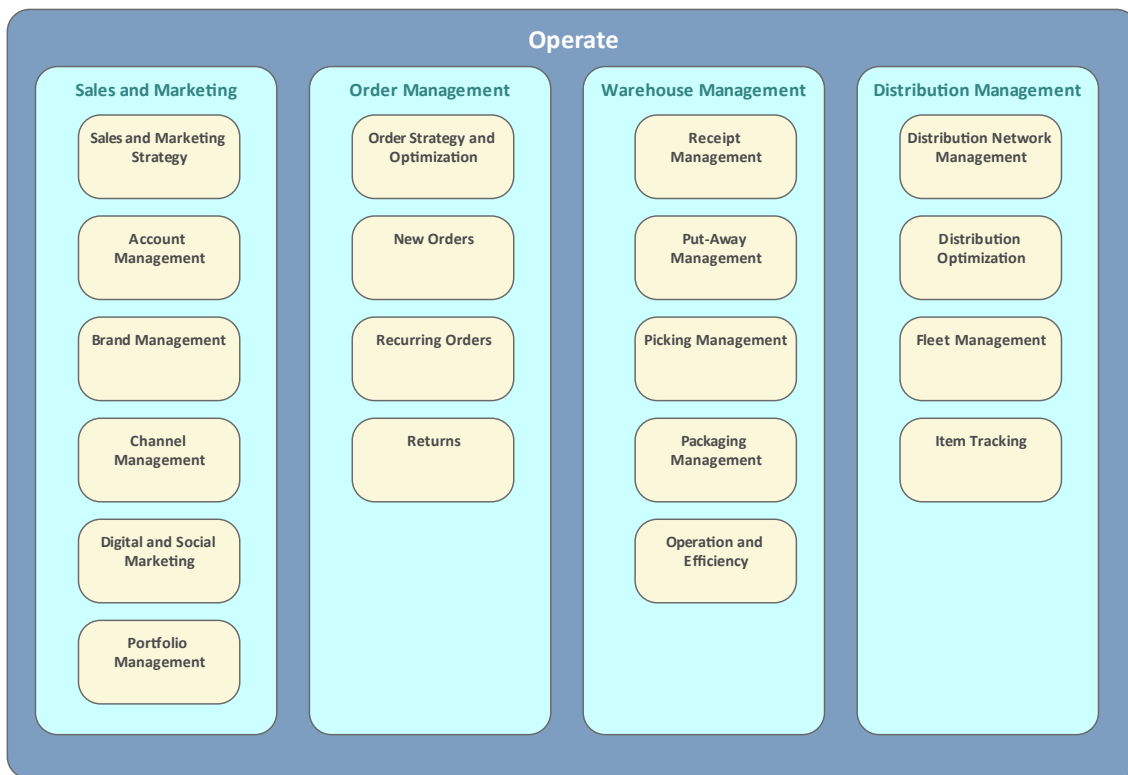 Operate
Sales and Marketing
Sales and Marketing
Strategy
Account
Management
Brand Management
Channel
Management
Digital and Social
Marketing
Portfolio
Management
Order Management
Order Strategy and
Optimization
New Orders
Recurring Orders
Returns
Warehouse Management
Receipt
Management
Put-Away
Management
Picking Management
Packaging
Management
Operation and
Efficiency
Distribution Management
Distribution Network
Management
Distribution
Optimization
Fleet Management
Item Tracking